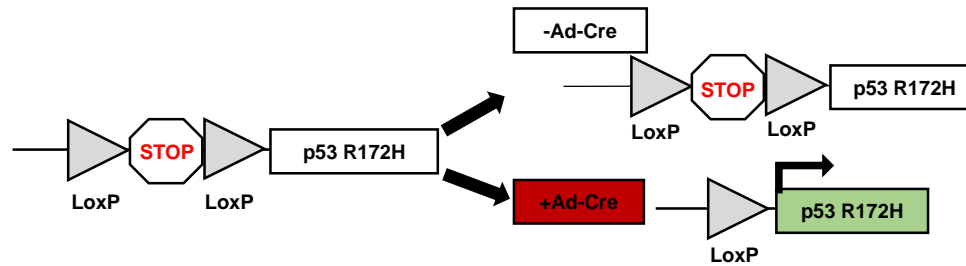 -Ad-Cre
STOP
p53 R172H
LoxP
LoxP
STOP
p53 R172H
LoxP
LoxP
+Ad-Cre
p53 R172H
LoxP